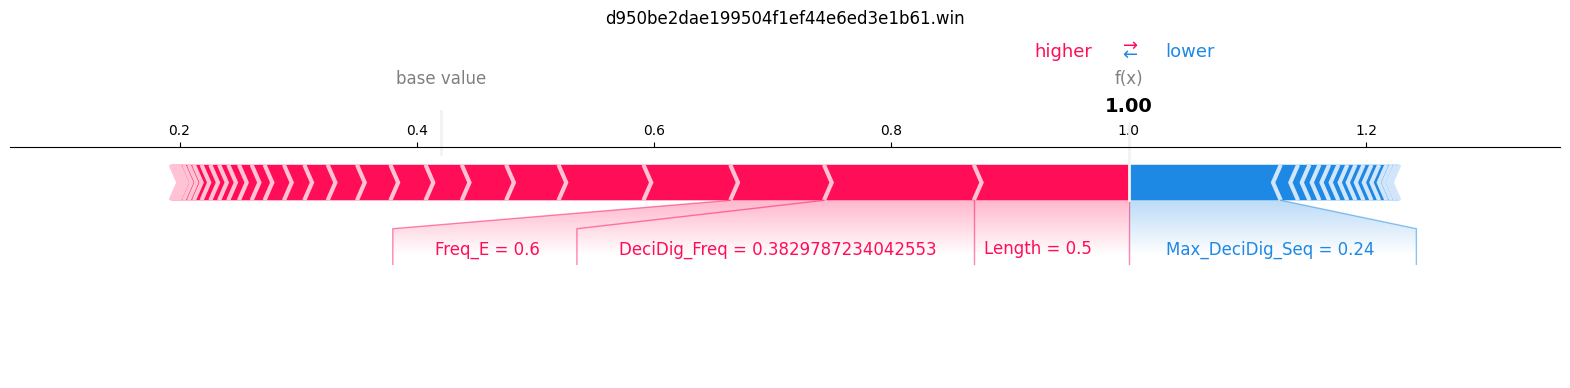 d950be2dae199504f1ef44e6ed3e1b61.win
higher ⇄ lower
base value
f(x)
1.00
0.2 0.4 0.6 0.8 1.0 1.2
Freq_E = 0.6 DeciDig_Freq = 0.3829787234042553 Length = 0.5 Max_DeciDig_Seq = 0.24